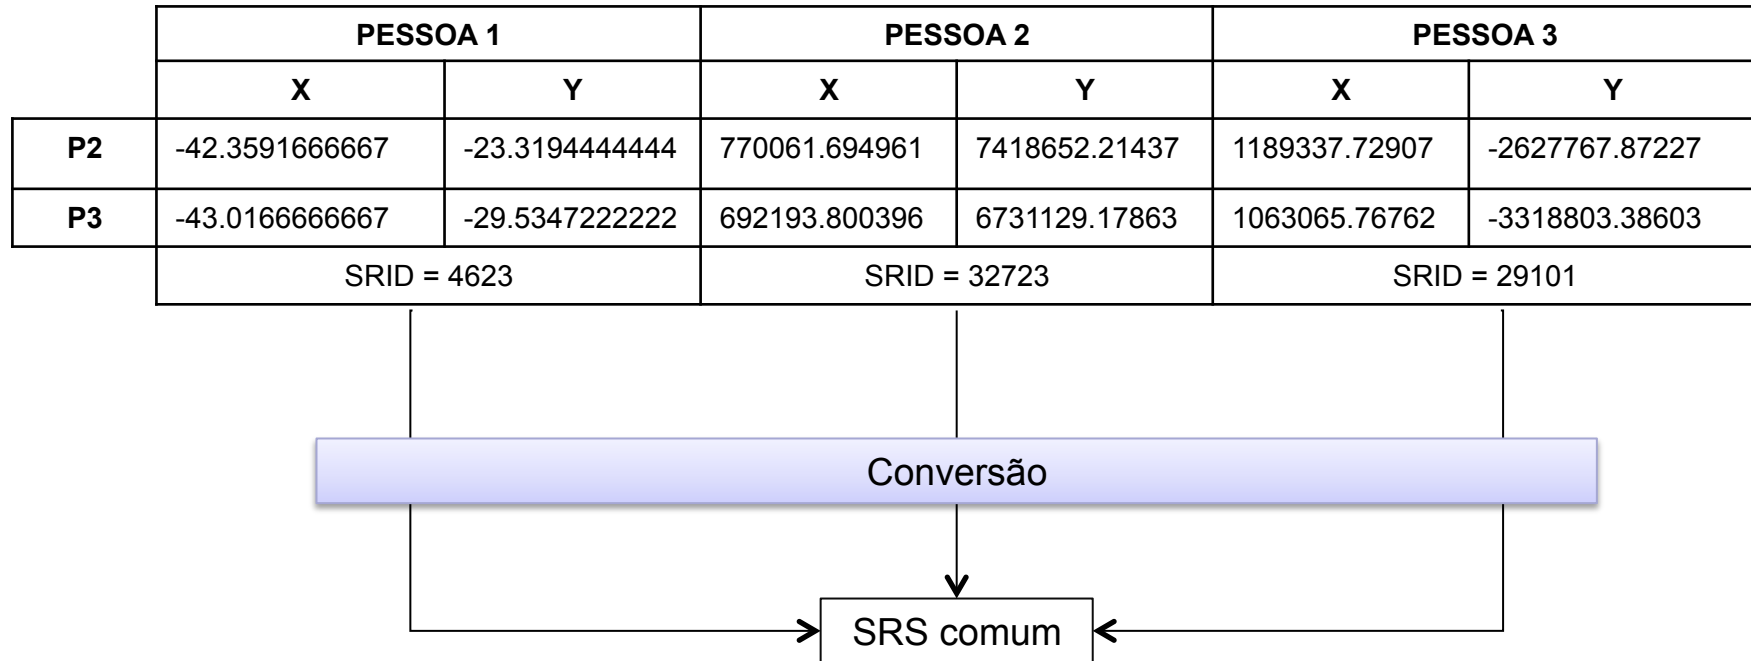 PESSOA 1 PESSOA 2 PESSOA 3
X Y X Y X Y
P2 -42.3591666667 -23.3194444444 770061.694961 7418652.21437 1189337.72907 -2627767.87227
P3 -43.0166666667 -29.5347222222 692193.800396 6731129.17863 1063065.76762 -3318803.38603
SRID = 4623 SRID = 32723 SRID = 29101
Conversão
SRS comum